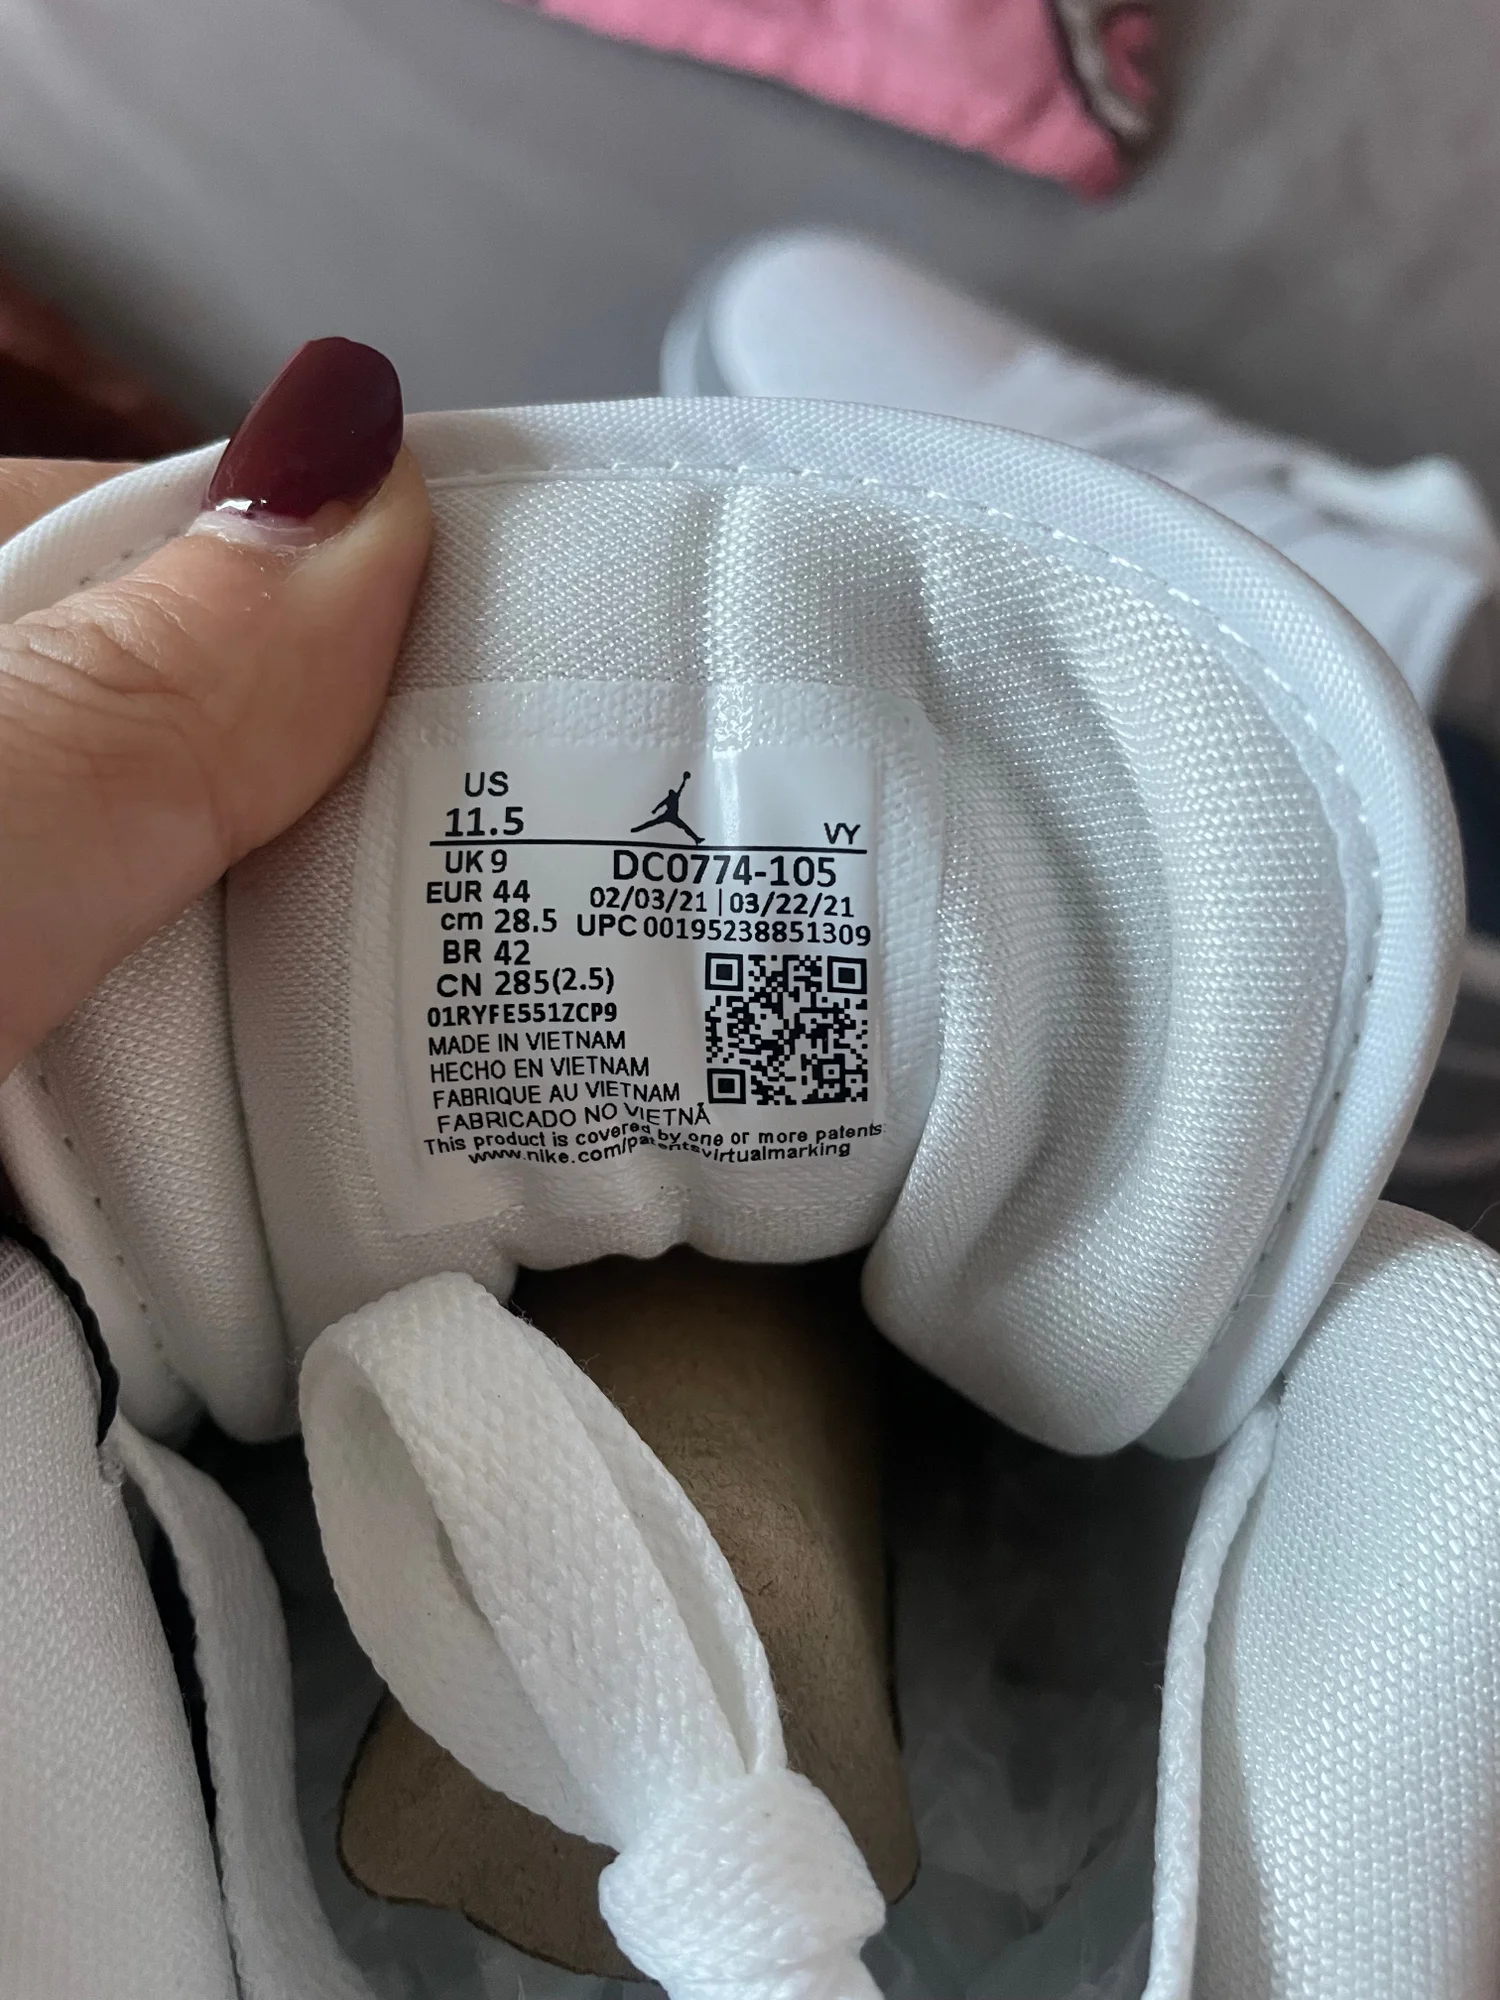 US
11.5
VY
UK 9
DC0774-105
EUR 44
02/03/21 | 03/22/21
cm 28.5
UPC 00195238851309
BR 42
CN 285(2.5)
01RYFE551ZCP9
MADE IN VIETNAM
HECHO EN VIETNAM
FABRIQUE AU VIETNAM
FABRICADO NO VIETNÃ
This product is covered by one or more patents:
www.nike.com/patentsvirtualmarking